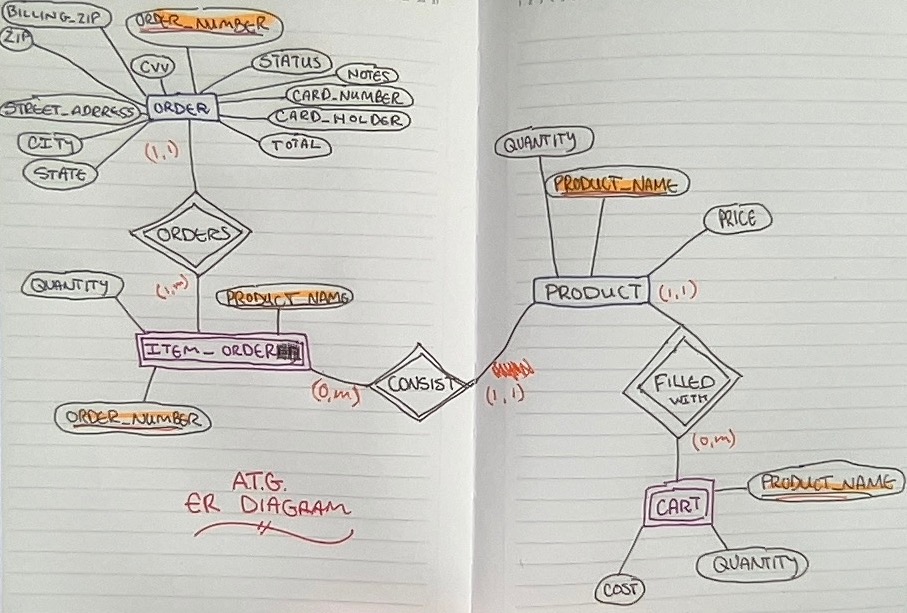 BILLING_ZIP
ORDER_NUMBER
ZIP
CVV
STATUS
NOTES
STREET_ADRRESS
ORDER
CARD_NUMBER
CARD_HOLDER
CITY
(1,1)
TOTAL
STATE
ORDERS
QUANTITY
(1,m)
PRODUCT_NAME
ITEM_ORDER
(0,m)
CONSIST
(1,1)
ORDER_NUMBER
A.T.G.
ER DIAGRAM
QUANTITY
PRODUCT_NAME
PRICE
PRODUCT
(1,1)
FILLED
WITH
(0,m)
PRODUCT_NAME
CART
QUANTITY
COST